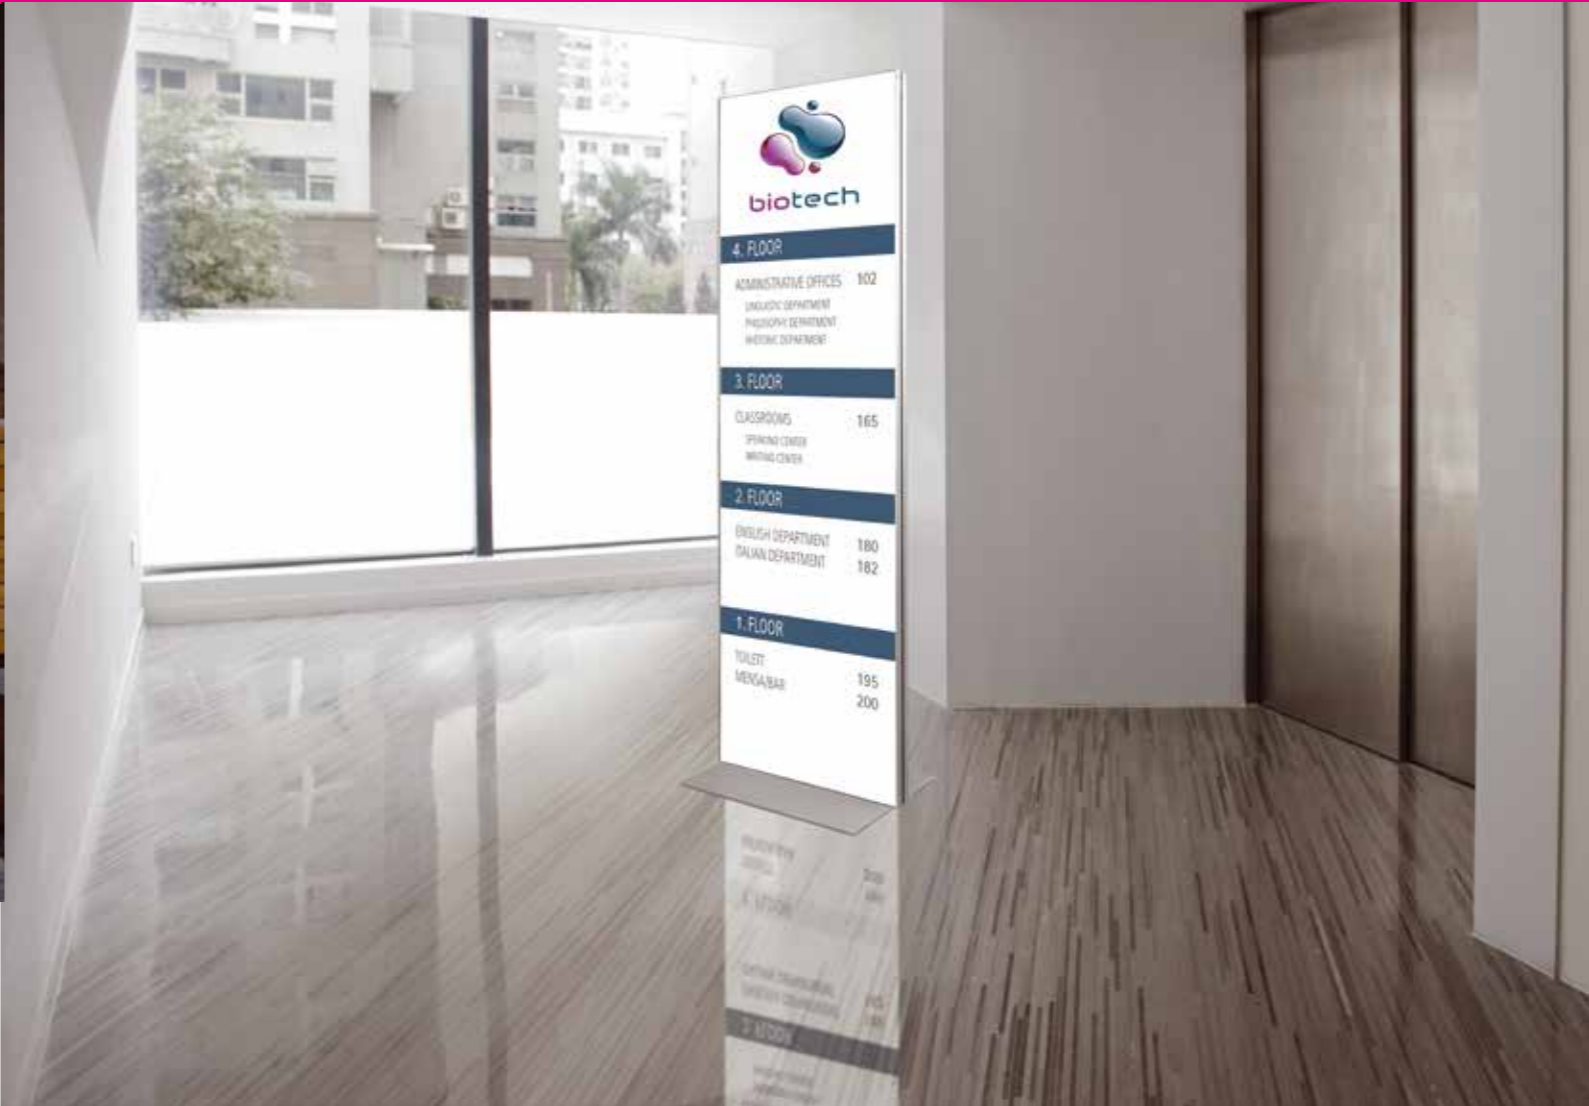 biotech
4. FLOOR
ADMINISTRATIVE OFFICES 102
LINGUISTIC DEPARTMENT
PHILOSOPHY DEPARTMENT
RHETORIC DEPARTMENT
3. FLOOR
CLASSROOMS 165
SPEAKING CENTER
WRITING CENTER
2. FLOOR
ENGLISH DEPARTMENT 180
ITALIAN DEPARTMENT 182
1. FLOOR
TOILETT 195
MENSA/BAR 200